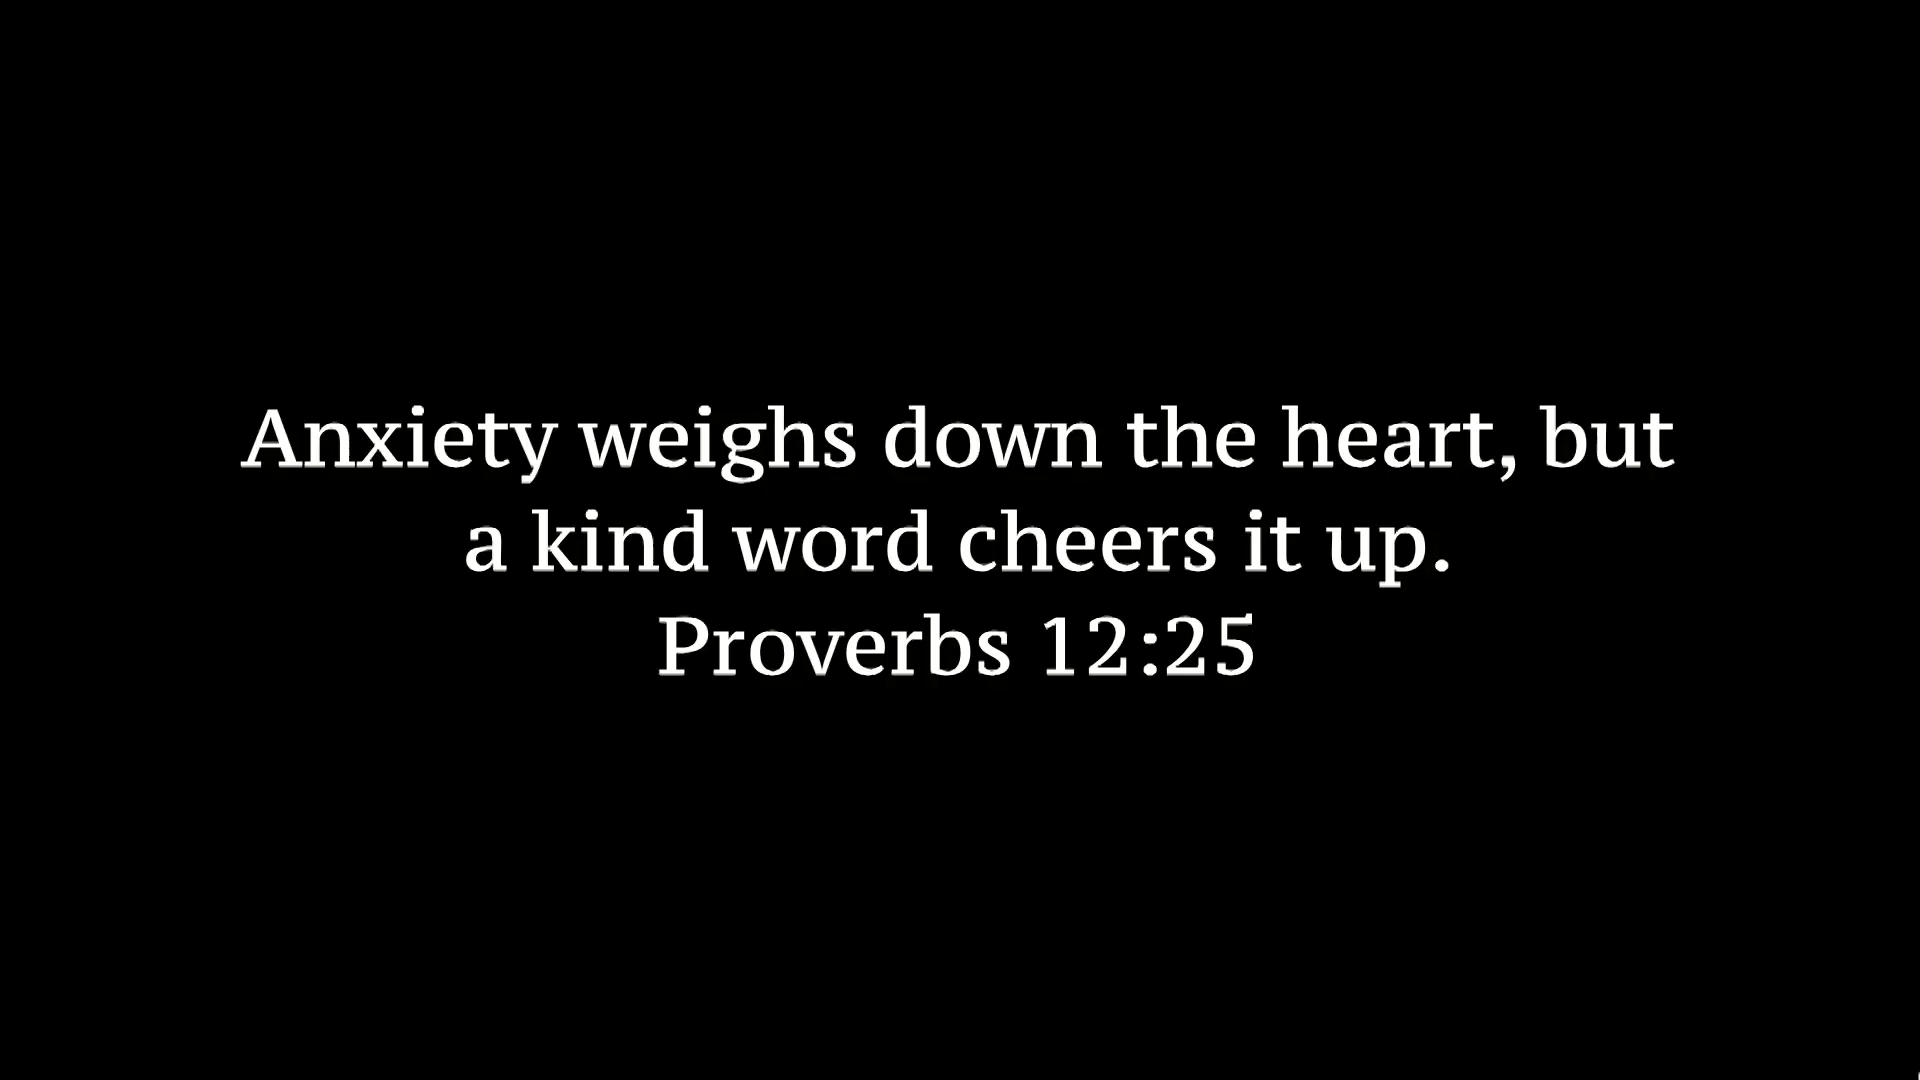 Anxiety weighs down the heart, but
a kind word cheers it up.
Proverbs 12:25